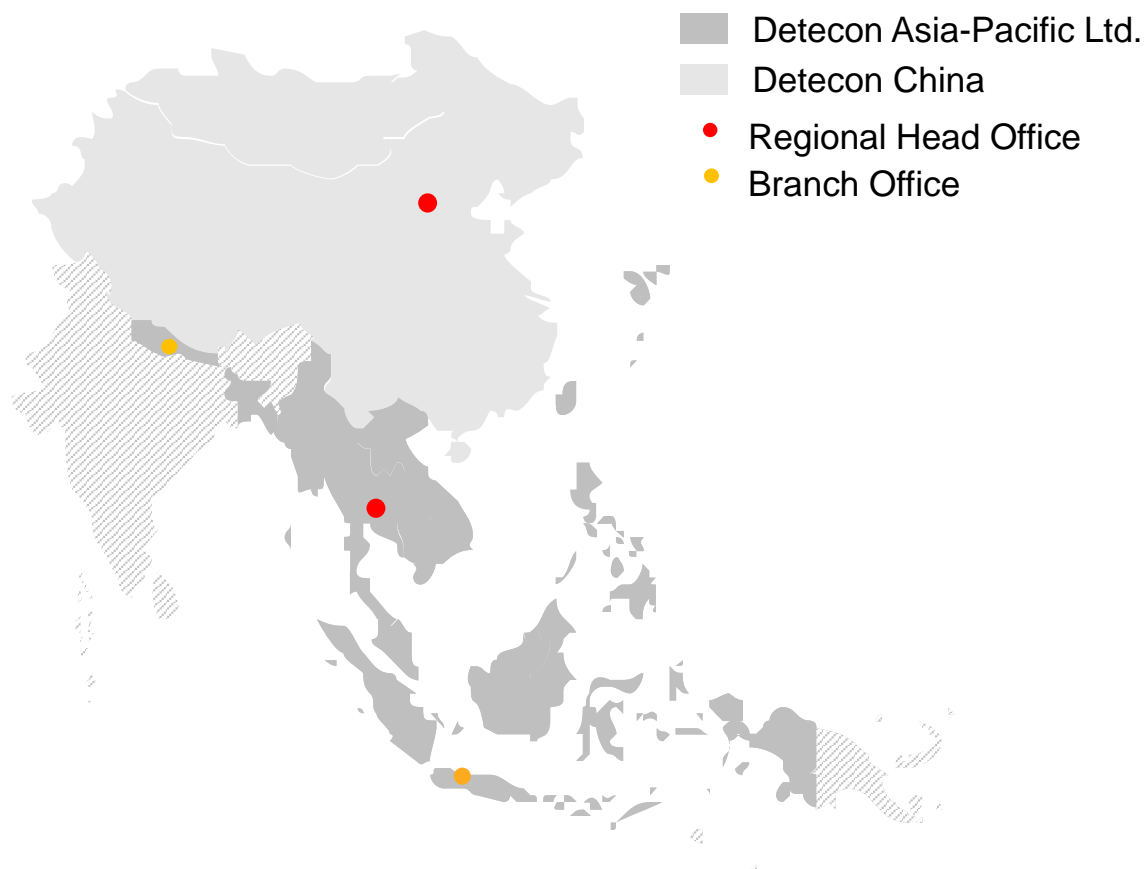 Detecon Asia-Pacific Ltd.
Detecon China
Regional Head Office
Branch Office